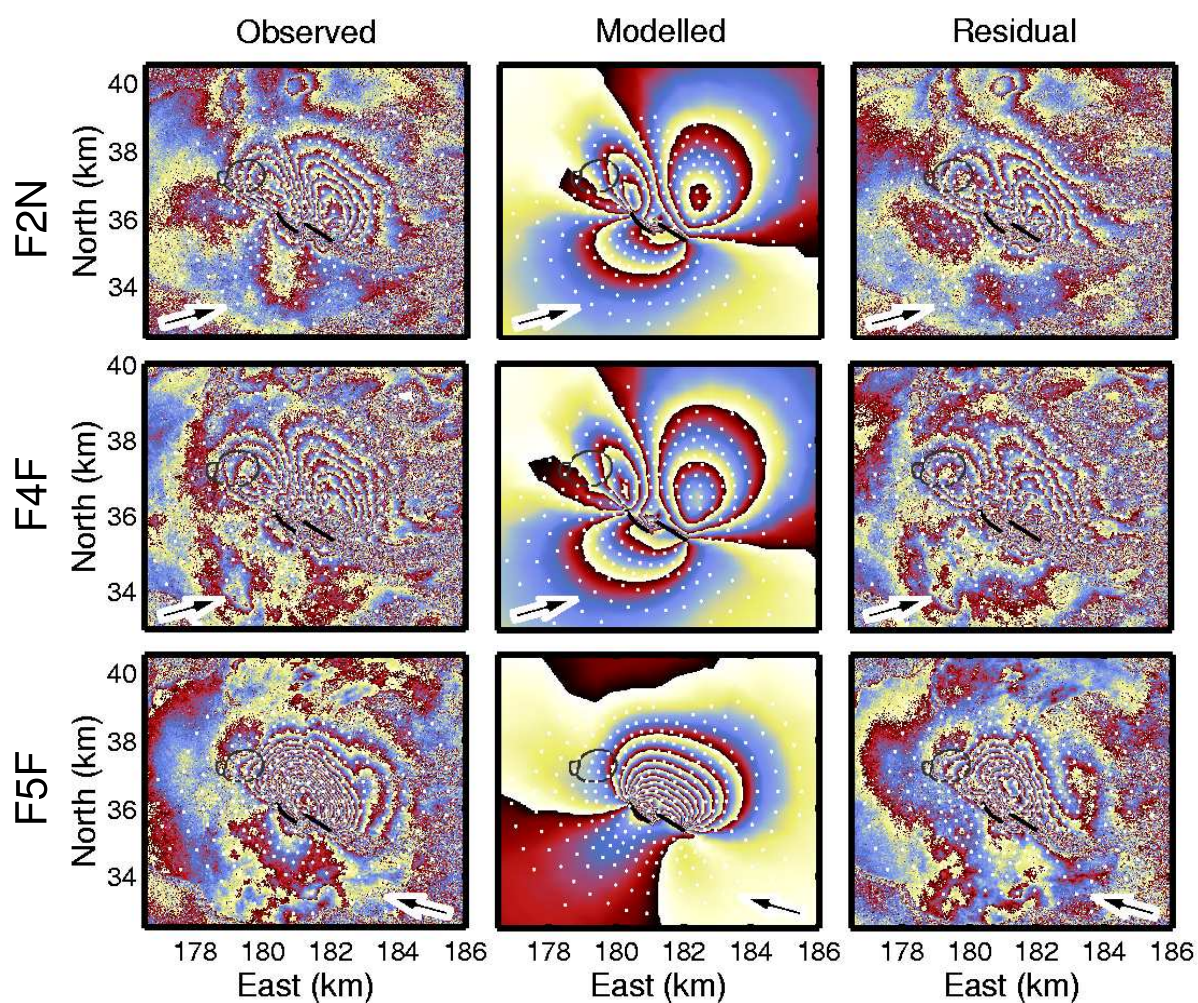 Observed Modelled Residual
F2N
North (km)
40
38
36
34
F4F
North (km)
40
38
36
34
F5F
North (km)
40
38
36
34
178 180 182 184 186 178 180 182 184 186 178 180 182 184 186
East (km) East (km) East (km)